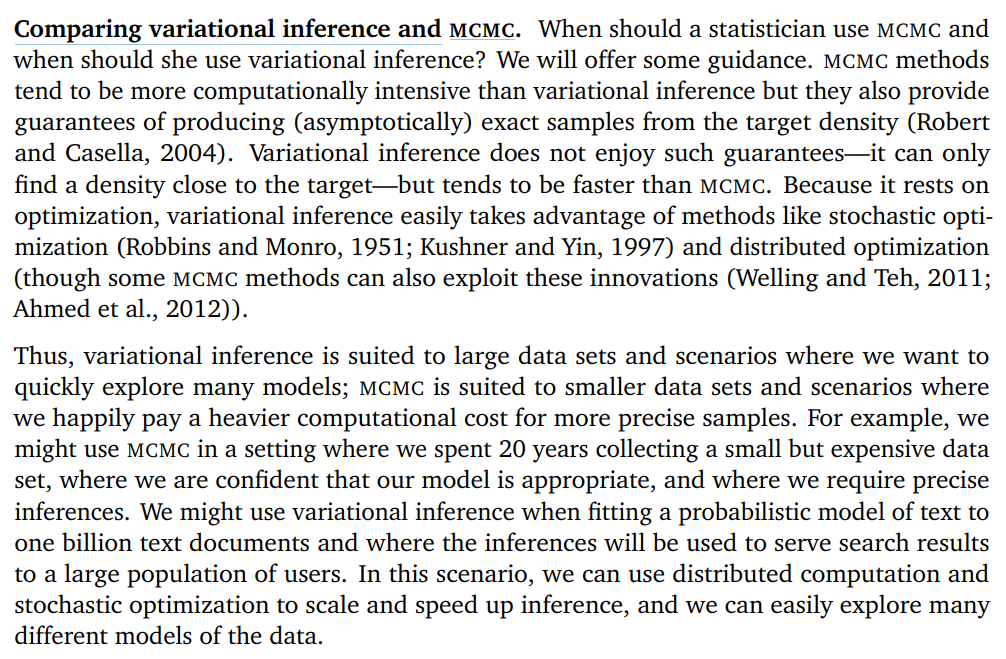 Comparing variational inference and MCMC. When should a statistician use MCMC and
when should she use variational inference? We will offer some guidance. MCMC methods
tend to be more computationally intensive than variational inference but they also provide
guarantees of producing (asymptotically) exact samples from the target density (Robert
and Casella, 2004). Variational inference does not enjoy such guarantees—it can only
find a density close to the target—but tends to be faster than MCMC. Because it rests on
optimization, variational inference easily takes advantage of methods like stochastic opti-
mization (Robbins and Monro, 1951; Kushner and Yin, 1997) and distributed optimization
(though some MCMC methods can also exploit these innovations (Welling and Teh, 2011;
Ahmed et al., 2012)).
Thus, variational inference is suited to large data sets and scenarios where we want to
quickly explore many models; MCMC is suited to smaller data sets and scenarios where
we happily pay a heavier computational cost for more precise samples. For example, we
might use MCMC in a setting where we spent 20 years collecting a small but expensive data
set, where we are confident that our model is appropriate, and where we require precise
inferences. We might use variational inference when fitting a probabilistic model of text to
one billion text documents and where the inferences will be used to serve search results
to a large population of users. In this scenario, we can use distributed computation and
stochastic optimization to scale and speed up inference, and we can easily explore many
different models of the data.